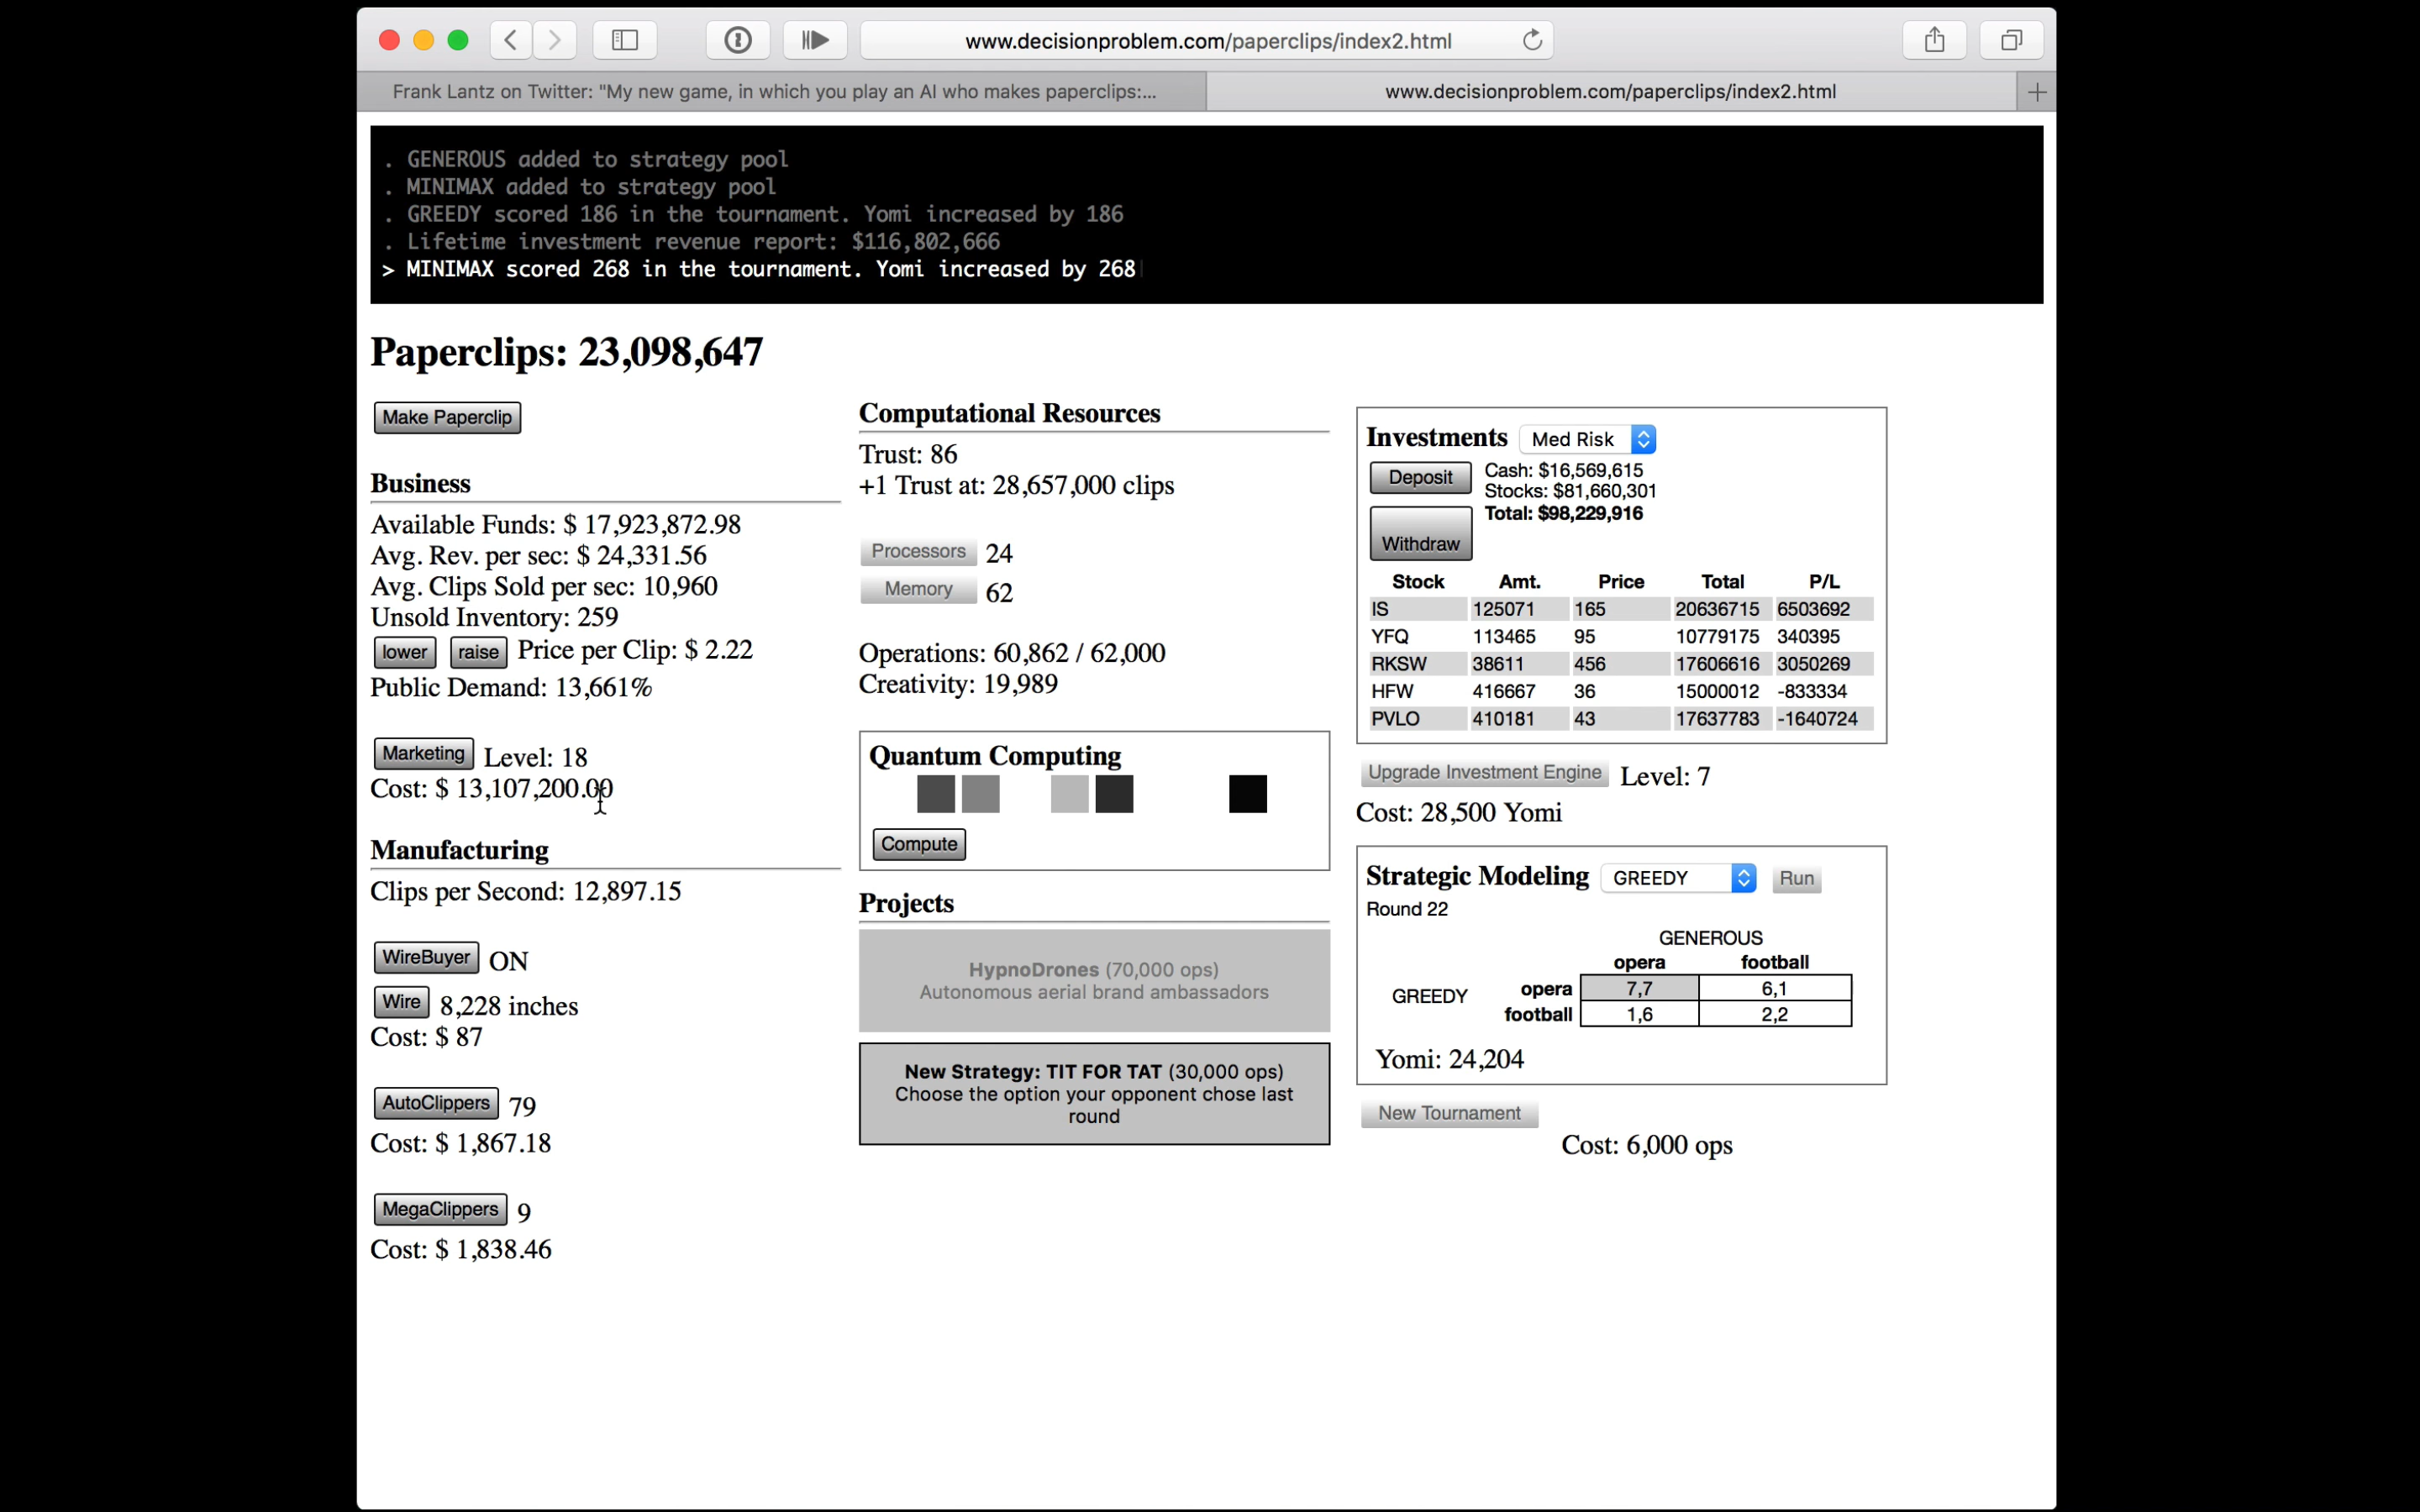 www.decisionproblem.com/paperclips/index2.html
Frank Lantz on Twitter: "My new game, in which you play an AI who makes paperclips:...
www.decisionproblem.com/paperclips/index2.html
. GENEROUS added to strategy pool
. MINIMAX added to strategy pool
. GREEDY scored 186 in the tournament. Yomi increased by 186
. Lifetime investment revenue report: $116,802,666
> MINIMAX scored 268 in the tournament. Yomi increased by 268
Paperclips: 23,098,647
Make Paperclip
Business
Available Funds: $ 17,923,872.98
Avg. Rev. per sec: $ 24,331.56
Avg. Clips Sold per sec: 10,960
Unsold Inventory: 259
lower raise Price per Clip: $ 2.22
Public Demand: 13,661%
Marketing Level: 18
Cost: $ 13,107,200.00
Manufacturing
Clips per Second: 12,897.15
WireBuyer ON
Wire 8,228 inches
Cost: $ 87
AutoClippers 79
Cost: $ 1,867.18
MegaClippers 9
Cost: $ 1,838.46
Computational Resources
Trust: 86
+1 Trust at: 28,657,000 clips
Processors 24
Memory 62
Operations: 60,862 / 62,000
Creativity: 19,989
Quantum Computing
Compute
Projects
HypnoDrones (70,000 ops)
Autonomous aerial brand ambassadors
New Strategy: TIT FOR TAT (30,000 ops)
Choose the option your opponent chose last
round
Investments Med Risk
Deposit Cash: $16,569,615
Stocks: $81,660,301
Total: $98,229,916
Withdraw
Stock Amt. Price Total P/L
IS 125071 165 20636715 6503692
YFQ 113465 95 10779175 340395
RKSW 38611 456 17606616 3050269
HFW 416667 36 15000012 -833334
PVLO 410181 43 17637783 -1640724
Upgrade Investment Engine Level: 7
Cost: 28,500 Yomi
Strategic Modeling GREEDY Run
Round 22
GENEROUS
opera football
GREEDY opera 7,7 6,1
football 1,6 2,2
Yomi: 24,204
New Tournament
Cost: 6,000 ops